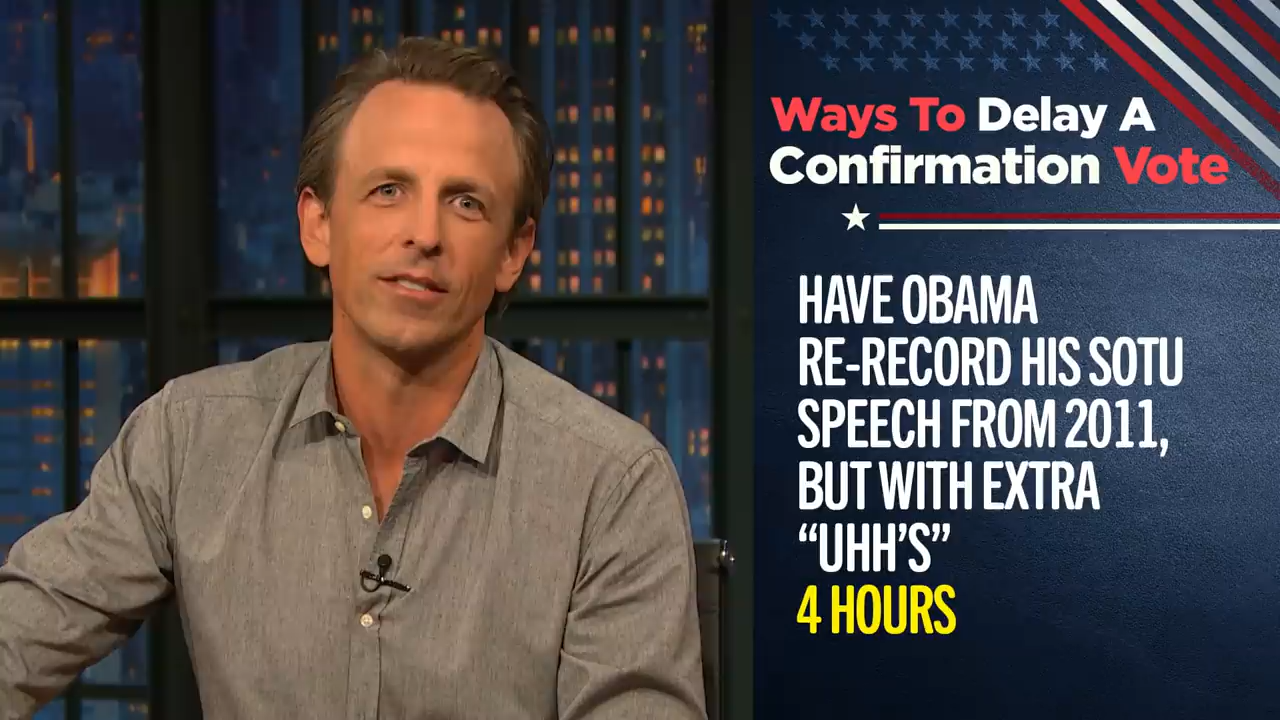 Ways To Delay A
Confirmation Vote
HAVE OBAMA
RE-RECORD HIS SOTU
SPEECH FROM 2011,
BUT WITH EXTRA
“UHH’S”
4 HOURS